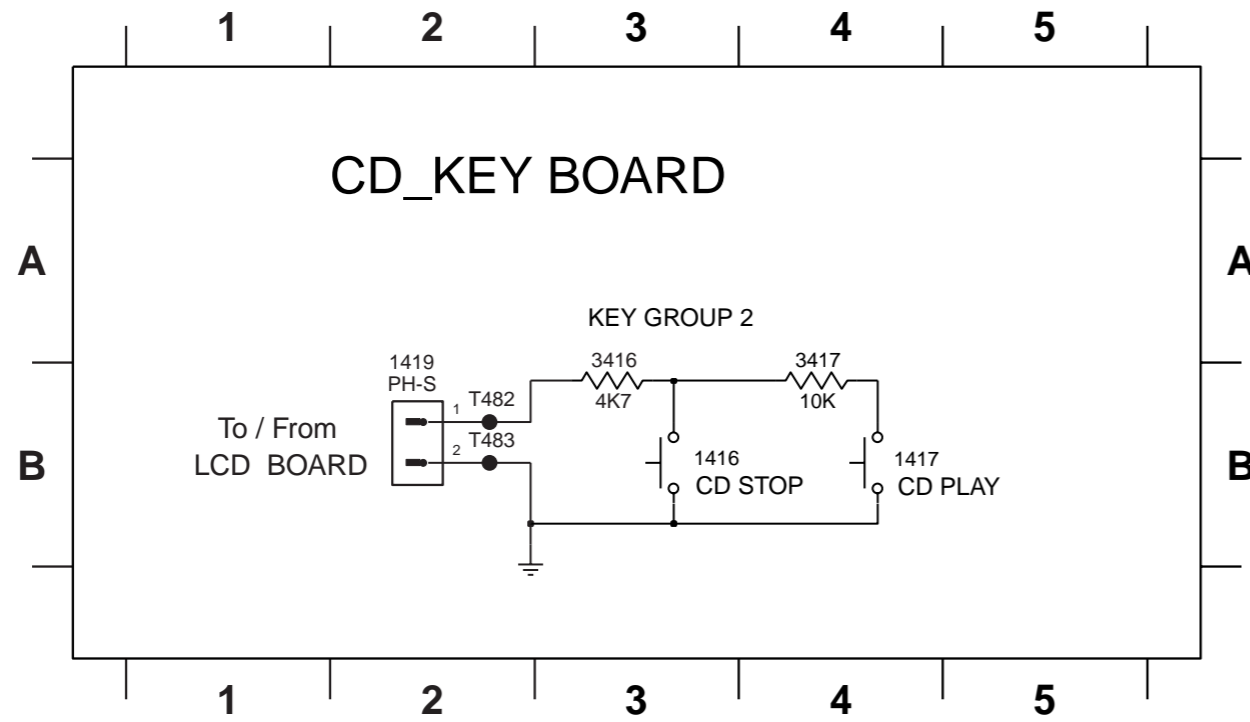 1 2 3 4 5
CD_KEY BOARD
A A
KEY GROUP 2
1419
PH-S
3416
4K7
3417
10K
1 T482
2 T483
To / From
LCD BOARD
B B
1416
CD STOP
1417
CD PLAY
1 2 3 4 5